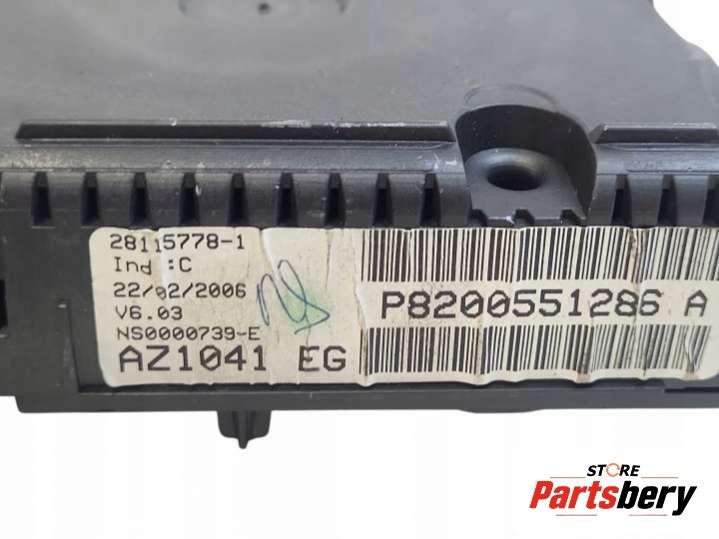 28115778-1
Ind :C
22/02/2006
V6.03
NS0000739-E
AZ1041 EG
P8200551286 A
STORE
Partsbery